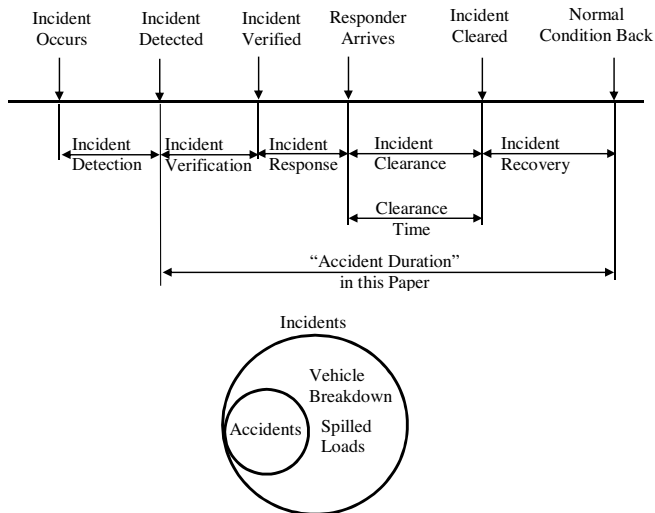 Incident Occurs
Incident Detected
Incident Verified
Responder Arrives
Incident Cleared
Normal Condition Back
Incident Detection
Incident Verification
Incident Response
Incident Clearance
Incident Recovery
Clearance Time
“Accident Duration”
in this Paper
Incidents
Vehicle
Breakdown
Accidents
Spilled
Loads